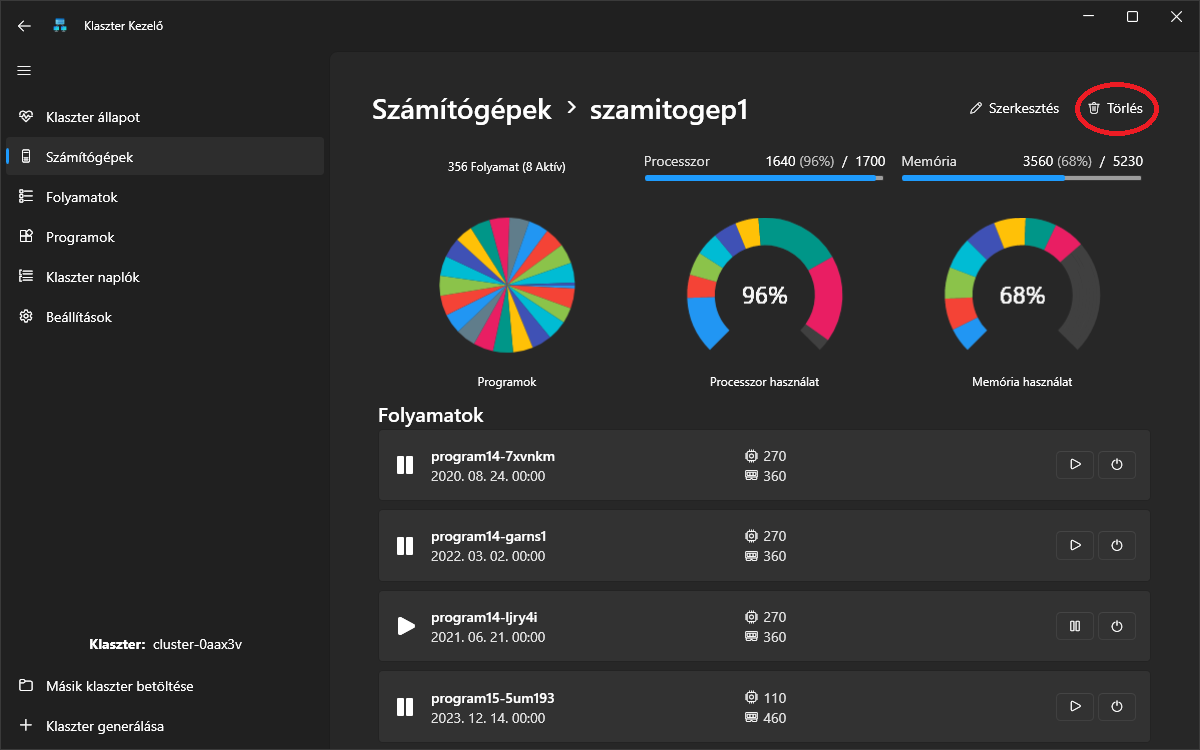 Klaszter Kezelő
Klaszter állapot
Számítógépek
Folyamatok
Programok
Klaszter naplók
Beállítások
Klaszter: cluster-0aax3v
Másik klaszter betöltése
Klaszter generálása
Számítógépek > szamitogep1
Szerkesztés
Törlés
356 Folyamat (8 Aktív)
Processzor 1640 (96%) / 1700
Memória 3560 (68%) / 5230
96%
68%
Programok
Processzor használat
Memória használat
Folyamatok
program14-7xvnkm
2020. 08. 24. 00:00
270
360
program14-garns1
2022. 03. 02. 00:00
270
360
program14-ljry4i
2021. 06. 21. 00:00
270
360
program15-5um193
2023. 12. 14. 00:00
110
460